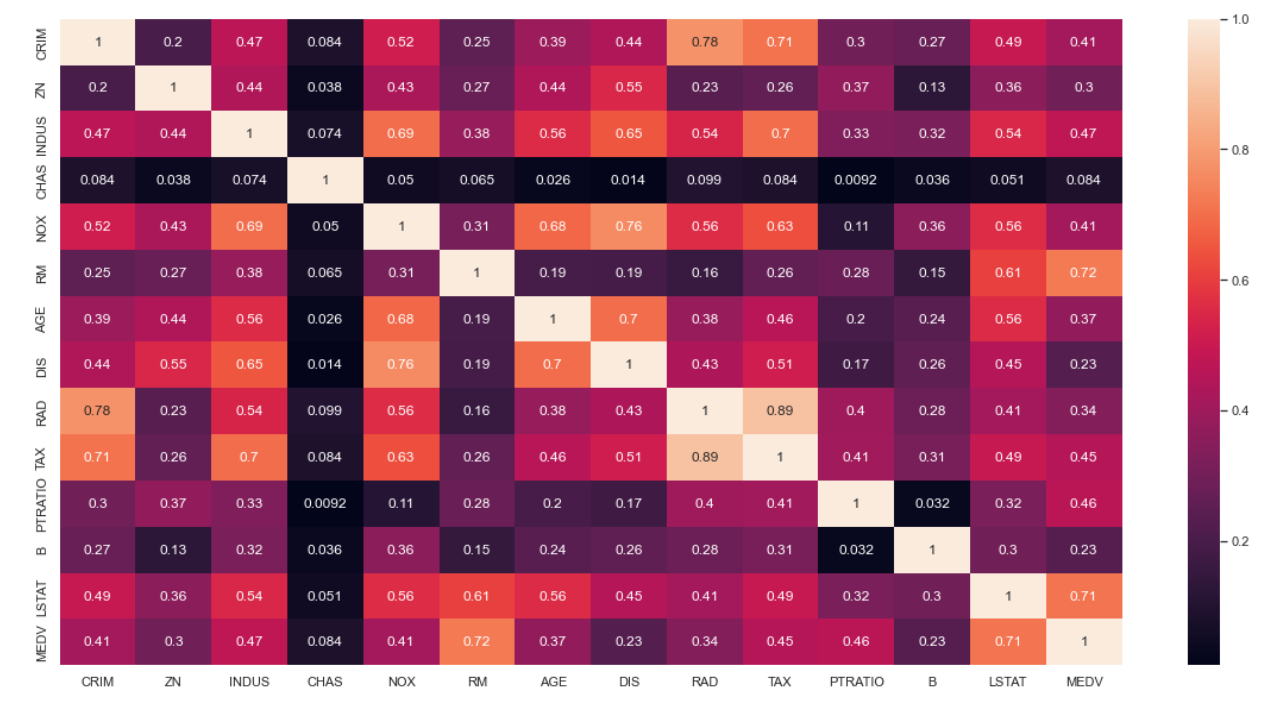 CRIM 1 0.2 0.47 0.084 0.52 0.25 0.39 0.44 0.78 0.71 0.3 0.27 0.49 0.41
ZN 0.2 1 0.44 0.038 0.43 0.27 0.44 0.55 0.23 0.26 0.37 0.13 0.36 0.3
INDUS 0.47 0.44 1 0.074 0.69 0.38 0.56 0.65 0.54 0.7 0.33 0.32 0.54 0.47
CHAS 0.084 0.038 0.074 1 0.05 0.065 0.026 0.014 0.099 0.084 0.0092 0.036 0.051 0.084
NOX 0.52 0.43 0.69 0.05 1 0.31 0.68 0.76 0.56 0.63 0.11 0.36 0.56 0.41
RM 0.25 0.27 0.38 0.065 0.31 1 0.19 0.19 0.16 0.26 0.28 0.15 0.61 0.72
AGE 0.39 0.44 0.56 0.026 0.68 0.19 1 0.7 0.38 0.46 0.2 0.24 0.56 0.37
DIS 0.44 0.55 0.65 0.014 0.76 0.19 0.7 1 0.43 0.51 0.17 0.26 0.45 0.23
RAD 0.78 0.23 0.54 0.099 0.56 0.16 0.38 0.43 1 0.89 0.4 0.28 0.41 0.34
TAX 0.71 0.26 0.7 0.084 0.63 0.26 0.46 0.51 0.89 1 0.41 0.31 0.49 0.45
PTRATIO 0.3 0.37 0.33 0.0092 0.11 0.28 0.2 0.17 0.4 0.41 1 0.032 0.32 0.46
B 0.27 0.13 0.32 0.036 0.36 0.15 0.24 0.26 0.28 0.31 0.032 1 0.3 0.23
LSTAT 0.49 0.36 0.54 0.051 0.56 0.61 0.56 0.45 0.41 0.49 0.32 0.3 1 0.71
MEDV 0.41 0.3 0.47 0.084 0.41 0.72 0.37 0.23 0.34 0.45 0.46 0.23 0.71 1
CRIM ZN INDUS CHAS NOX RM AGE DIS RAD TAX PTRATIO B LSTAT MEDV
1.0
0.8
0.6
0.4
0.2